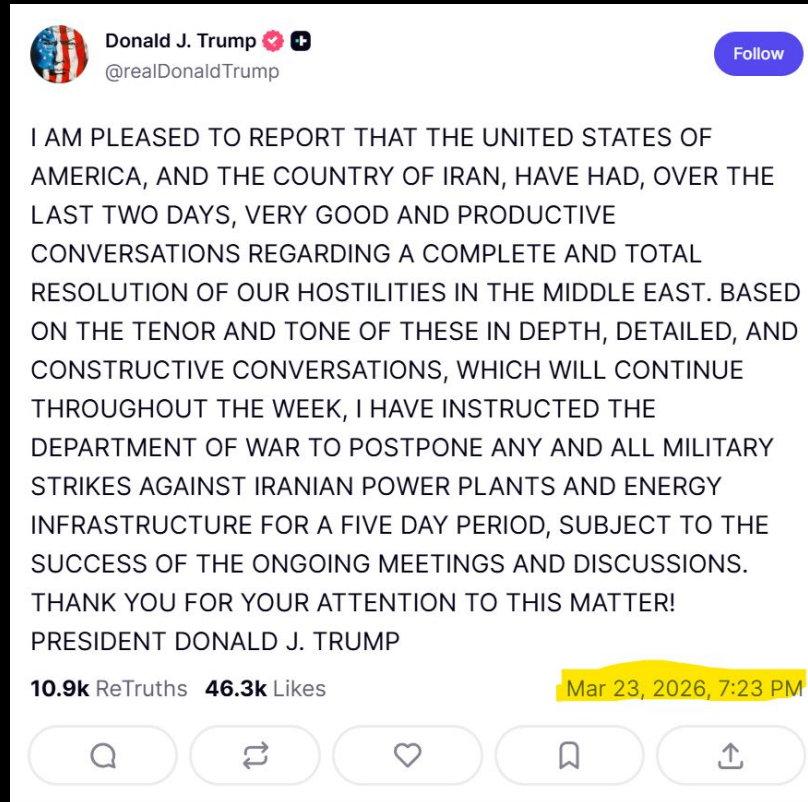 Donald J. Trump
@realDonaldTrump
Follow
I AM PLEASED TO REPORT THAT THE UNITED STATES OF
AMERICA, AND THE COUNTRY OF IRAN, HAVE HAD, OVER THE
LAST TWO DAYS, VERY GOOD AND PRODUCTIVE
CONVERSATIONS REGARDING A COMPLETE AND TOTAL
RESOLUTION OF OUR HOSTILITIES IN THE MIDDLE EAST. BASED
ON THE TENOR AND TONE OF THESE IN DEPTH, DETAILED, AND
CONSTRUCTIVE CONVERSATIONS, WHICH WILL CONTINUE
THROUGHOUT THE WEEK, I HAVE INSTRUCTED THE
DEPARTMENT OF WAR TO POSTPONE ANY AND ALL MILITARY
STRIKES AGAINST IRANIAN POWER PLANTS AND ENERGY
INFRASTRUCTURE FOR A FIVE DAY PERIOD, SUBJECT TO THE
SUCCESS OF THE ONGOING MEETINGS AND DISCUSSIONS.
THANK YOU FOR YOUR ATTENTION TO THIS MATTER!
PRESIDENT DONALD J. TRUMP
10.9k ReTruths 46.3k Likes Mar 23, 2026, 7:23 PM